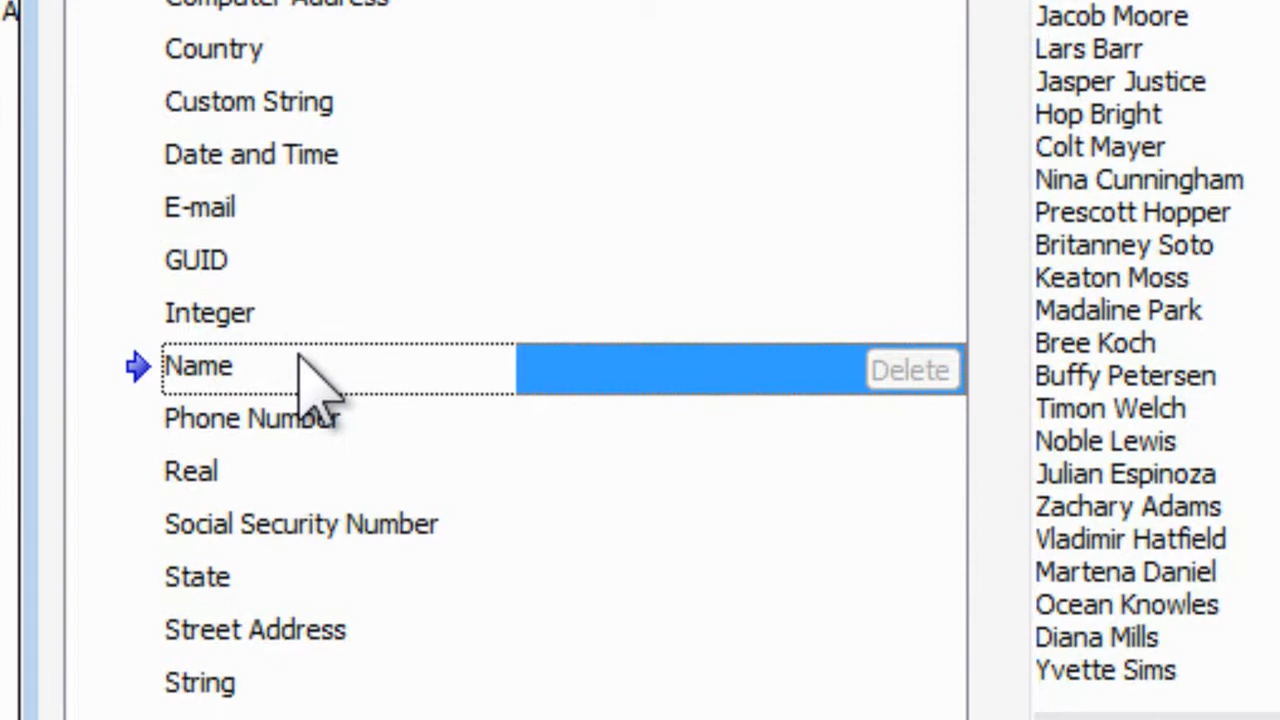 A
Computer Address
Country
Custom String
Date and Time
E-mail
GUID
Integer
Name
Delete
Phone Number
Real
Social Security Number
State
Street Address
String
Jacob Moore
Lars Barr
Jasper Justice
Hop Bright
Colt Mayer
Nina Cunningham
Prescott Hopper
Britanney Soto
Keaton Moss
Madaline Park
Bree Koch
Buffy Petersen
Timon Welch
Noble Lewis
Julian Espinoza
Zachary Adams
Vladimir Hatfield
Martena Daniel
Ocean Knowles
Diana Mills
Yvette Sims